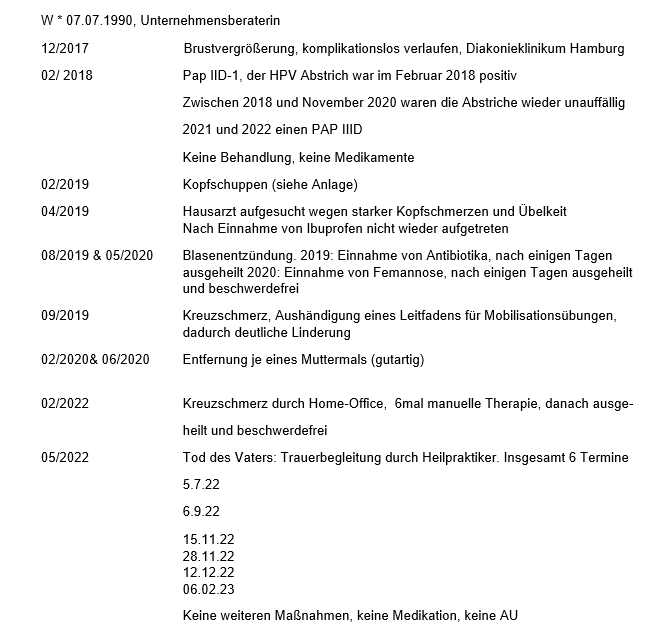 W * 07.07.1990, Unternehmensberaterin
12/2017 Brustvergrößerung, komplikationslos verlaufen, Diakonieklinikum Hamburg
02/ 2018 Pap IID-1, der HPV Abstrich war im Februar 2018 positiv
Zwischen 2018 und November 2020 waren die Abstriche wieder unauffällig
2021 und 2022 einen PAP IIID
Keine Behandlung, keine Medikamente
02/2019 Kopfschuppen (siehe Anlage)
04/2019 Hausarzt aufgesucht wegen starker Kopfschmerzen und Übelkeit
Nach Einnahme von Ibuprofen nicht wieder aufgetreten
08/2019 & 05/2020 Blasenentzündung. 2019: Einnahme von Antibiotika, nach einigen Tagen
ausgeheilt 2020: Einnahme von Femannose, nach einigen Tagen ausgeheilt
und beschwerdefrei
09/2019 Kreuzschmerz, Aushändigung eines Leitfadens für Mobilisationsübungen,
dadurch deutliche Linderung
02/2020& 06/2020 Entfernung je eines Muttermals (gutartig)
02/2022 Kreuzschmerz durch Home-Office, 6mal manuelle Therapie, danach ausge-
heilt und beschwerdefrei
05/2022 Tod des Vaters: Trauerbegleitung durch Heilpraktiker. Insgesamt 6 Termine
5.7.22
6.9.22
15.11.22
28.11.22
12.12.22
06.02.23
Keine weiteren Maßnahmen, keine Medikation, keine AU